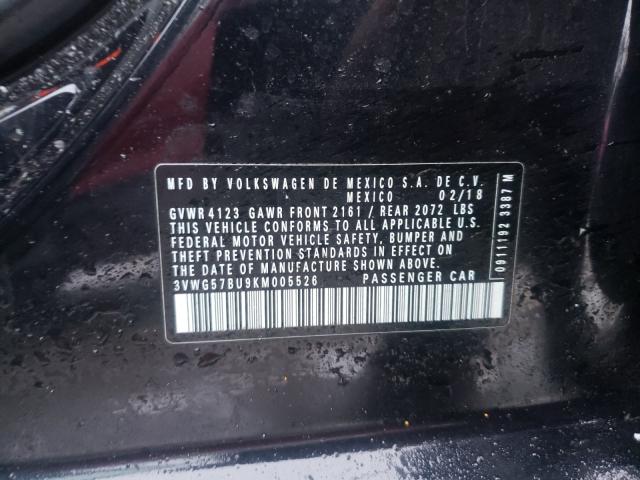 MFD BY VOLKSWAGEN DE MEXICO S.A. DE C.V.
MEXICO 02/18
GVWR 4123 GAWR FRONT 2161 / REAR 2072 LBS
THIS VEHICLE CONFORMS TO ALL APPLICABLE U.S.
FEDERAL MOTOR VEHICLE SAFETY, BUMPER AND
THEFT PREVENTION STANDARDS IN EFFECT ON
THE DATE OF MANUFACTURE SHOWN ABOVE.
3VWG57BU9KM005526 PASSENGER CAR
0011192 3387 M